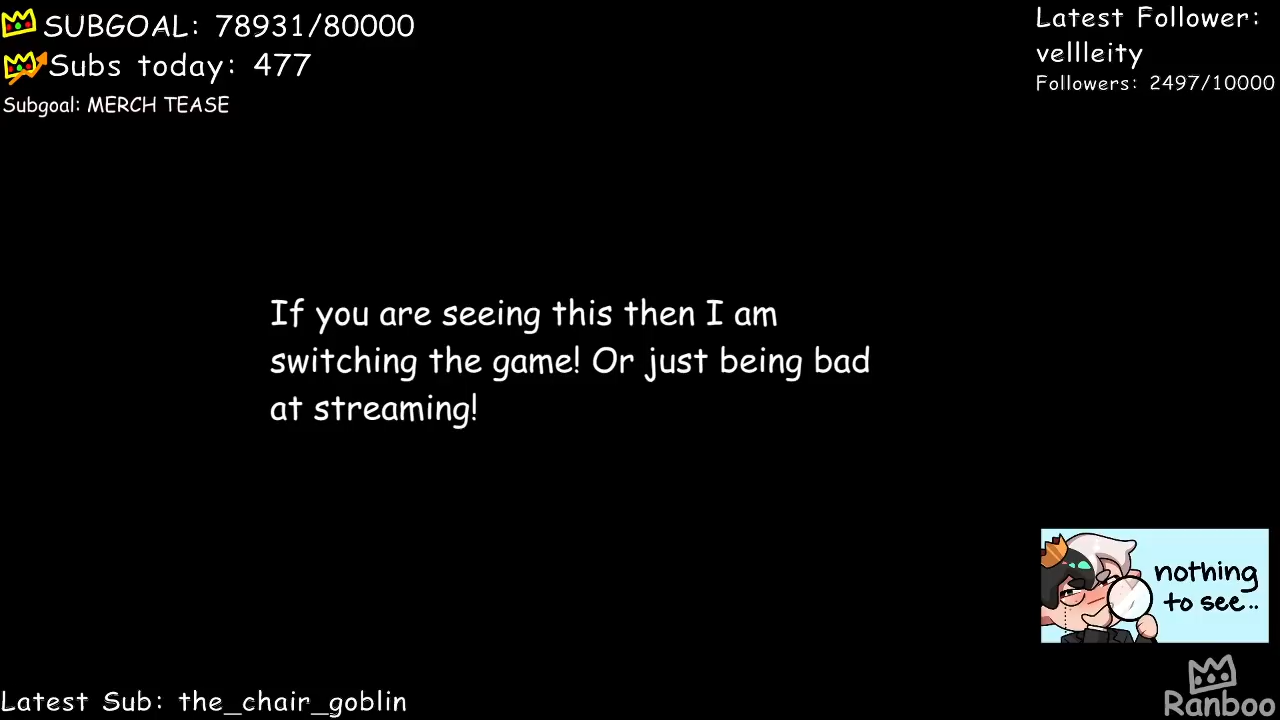 SUBGOAL: 78931/80000
Subs today: 477
Subgoal: MERCH TEASE
Latest Follower:
vellleity
Followers: 2497/10000
If you are seeing this then I am
switching the game! Or just being bad
at streaming!
nothing
to see..
Latest Sub: the_chair_goblin
Ranboo